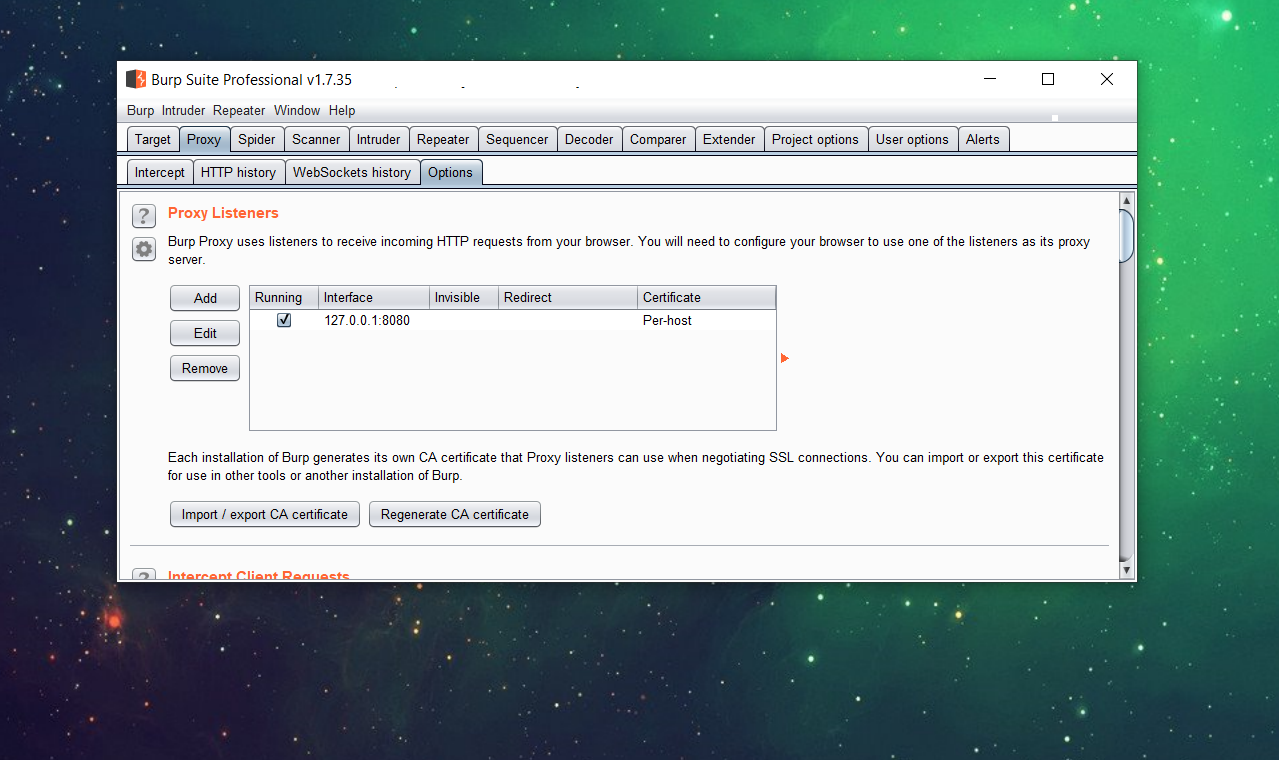 Burp Suite Professional v1.7.35
Burp Intruder Repeater Window Help
Target Proxy Spider Scanner Intruder Repeater Sequencer Decoder Comparer Extender Project options User options Alerts
Intercept HTTP history WebSockets history Options
? Proxy Listeners
Burp Proxy uses listeners to receive incoming HTTP requests from your browser. You will need to configure your browser to use one of the listeners as its proxy
server.
Add
Edit
Remove
Running Interface Invisible Redirect Certificate
127.0.0.1:8080 Per-host
Each installation of Burp generates its own CA certificate that Proxy listeners can use when negotiating SSL connections. You can import or export this certificate
for use in other tools or another installation of Burp.
Import / export CA certificate Regenerate CA certificate
? Intercept Client Requests